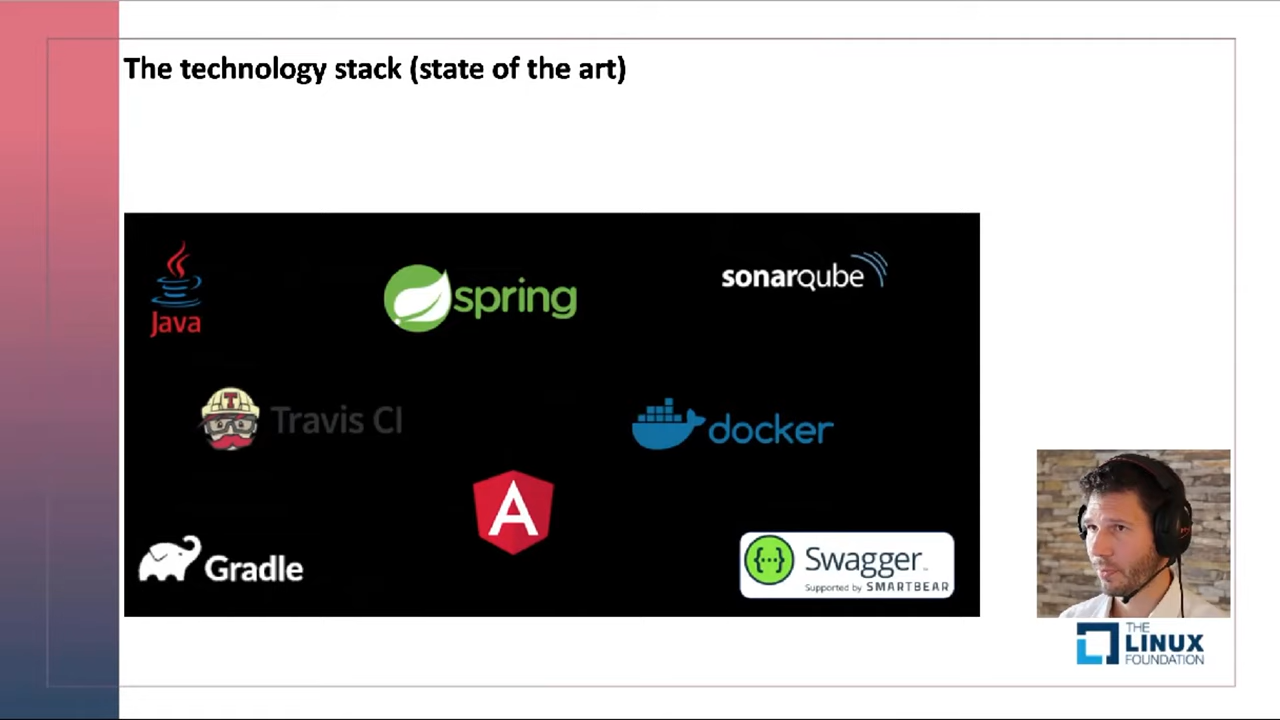 The technology stack (state of the art)
Java
spring
sonarqube
T
Travis CI
docker
A
Gradle
{···}
Swagger™
Supported by SMARTBEAR
THE
LINUX
FOUNDATION